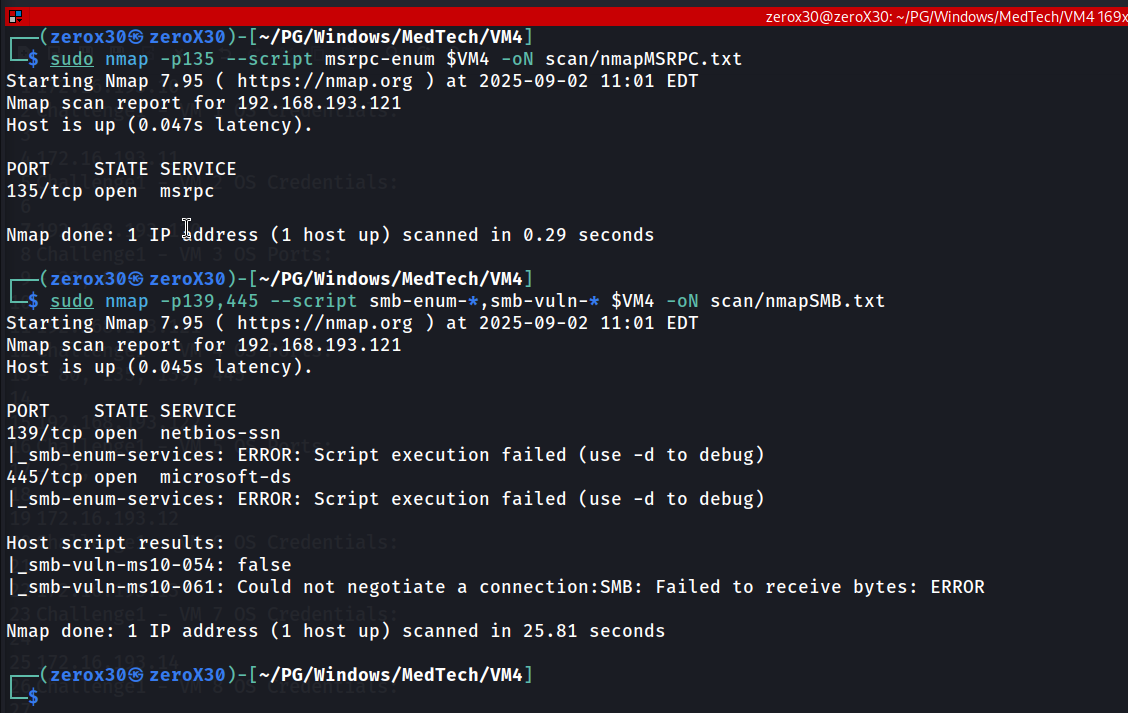 zerox30@zeroX30: ~/PG/Windows/MedTech/VM4 169x
┌──(zerox30㉿zeroX30)-[~/PG/Windows/MedTech/VM4]
└─$ sudo nmap -p135 --script msrpc-enum $VM4 -oN scan/nmapMSRPC.txt
Starting Nmap 7.95 ( https://nmap.org ) at 2025-09-02 11:01 EDT
Nmap scan report for 192.168.193.121
Host is up (0.047s latency).
PORT    STATE SERVICE
135/tcp open  msrpc
Nmap done: 1 IP address (1 host up) scanned in 0.29 seconds
┌──(zerox30㉿zeroX30)-[~/PG/Windows/MedTech/VM4]
└─$ sudo nmap -p139,445 --script smb-enum-*,smb-vuln-* $VM4 -oN scan/nmapSMB.txt
Starting Nmap 7.95 ( https://nmap.org ) at 2025-09-02 11:01 EDT
Nmap scan report for 192.168.193.121
Host is up (0.045s latency).
PORT    STATE SERVICE
139/tcp open  netbios-ssn
|_smb-enum-services: ERROR: Script execution failed (use -d to debug)
445/tcp open  microsoft-ds
|_smb-enum-services: ERROR: Script execution failed (use -d to debug)
Host script results:
|_smb-vuln-ms10-054: false
|_smb-vuln-ms10-061: Could not negotiate a connection:SMB: Failed to receive bytes: ERROR
Nmap done: 1 IP address (1 host up) scanned in 25.81 seconds
┌──(zerox30㉿zeroX30)-[~/PG/Windows/MedTech/VM4]
└─$